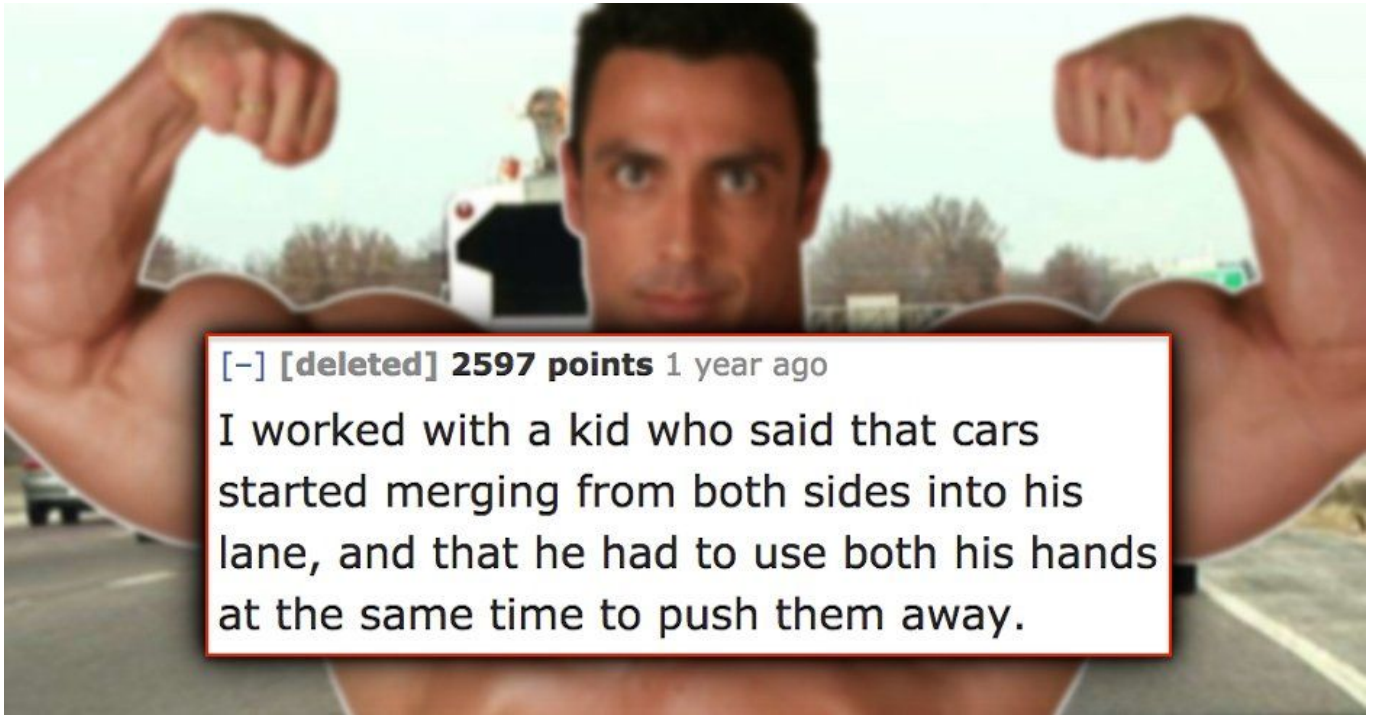 [–] [deleted] 2597 points 1 year ago
I worked with a kid who said that cars
started merging from both sides into his
lane, and that he had to use both his hands
at the same time to push them away.